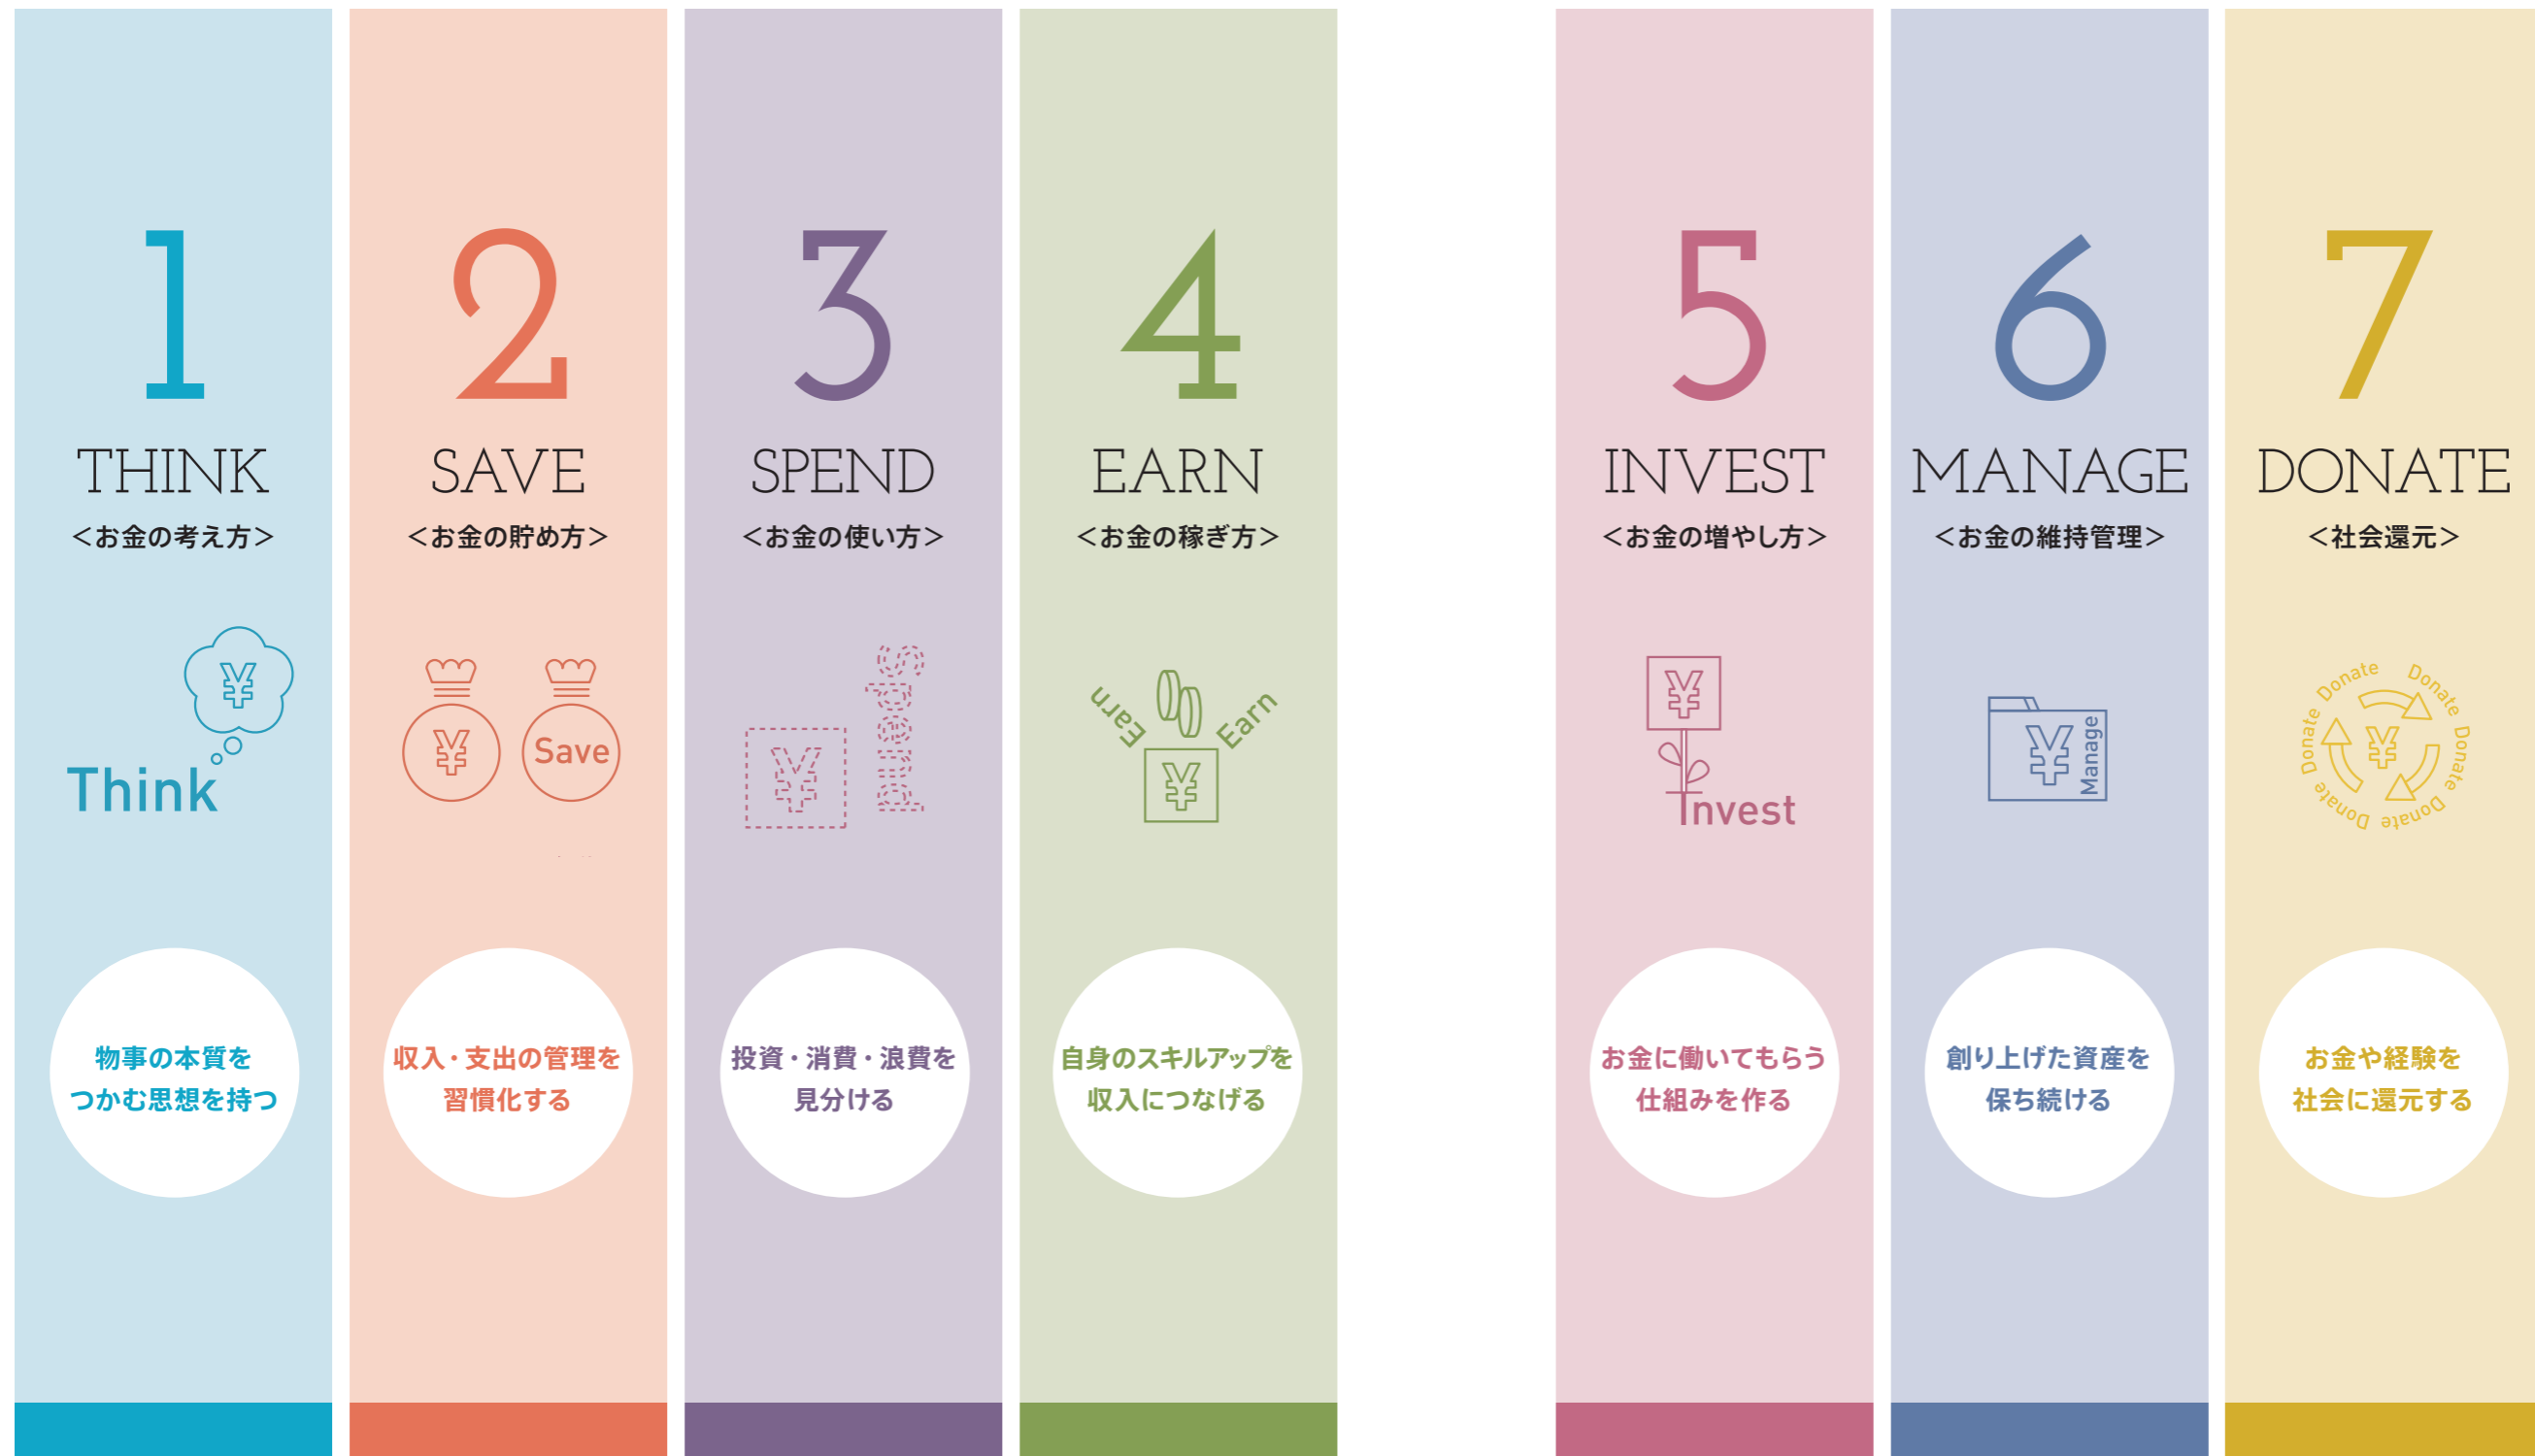 1
THINK
＜お金の考え方＞
¥
Think
物事の本質を
つかむ思想を持つ
2
SAVE
＜お金の貯め方＞
¥
Save
収入・支出の管理を
習慣化する
3
SPEND
＜お金の使い方＞
¥
Spend
投資・消費・浪費を
見分ける
4
EARN
＜お金の稼ぎ方＞
Earn
Earn
¥
自身のスキルアップを
収入につなげる
5
INVEST
＜お金の増やし方＞
¥
Invest
お金に働いてもらう
仕組みを作る
6
MANAGE
＜お金の維持管理＞
¥
Manage
創り上げた資産を
保ち続ける
7
DONATE
＜社会還元＞
Donate Donate Donate Donate Donate Donate Donate
¥
お金や経験を
社会に還元する